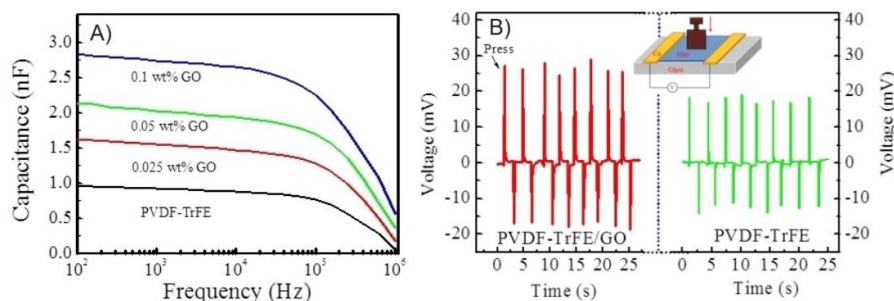 A)
Capacitance (nF)
3.0
2.5
2.0
1.5
1.0
0.5
0.0
0.1 wt% GO
0.05 wt% GO
0.025 wt% GO
PVDF-TrFE
10² 10³ 10⁴ 10⁵ 10⁶
Frequency (Hz)
B)
Voltage (mV)
40
30
20
10
0
-10
-20
Press
PVDF-TrFE/GO
0 5 10 15 20 25
Time (s)
Glass
V
PVDF-TrFE
0 5 10 15 20 25
Time (s)
40
30
20
10
0
-10
-20
Voltage (mV)